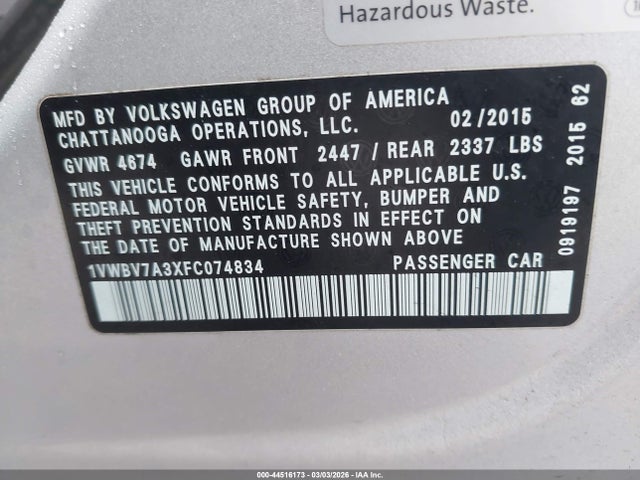 Hazardous Waste.
MFD BY VOLKSWAGEN GROUP OF AMERICA
CHATTANOOGA OPERATIONS, LLC. 02/2015
GVWR 4674 GAWR FRONT 2447 / REAR 2337 LBS
THIS VEHICLE CONFORMS TO ALL APPLICABLE U.S.
FEDERAL MOTOR VEHICLE SAFETY, BUMPER AND
THEFT PREVENTION STANDARDS IN EFFECT ON
THE DATE OF MANUFACTURE SHOWN ABOVE
1VWBV7A3XFC074834 PASSENGER CAR
0919197 2015 62
000-44516173 - 03/03/2026 - IAA Inc.